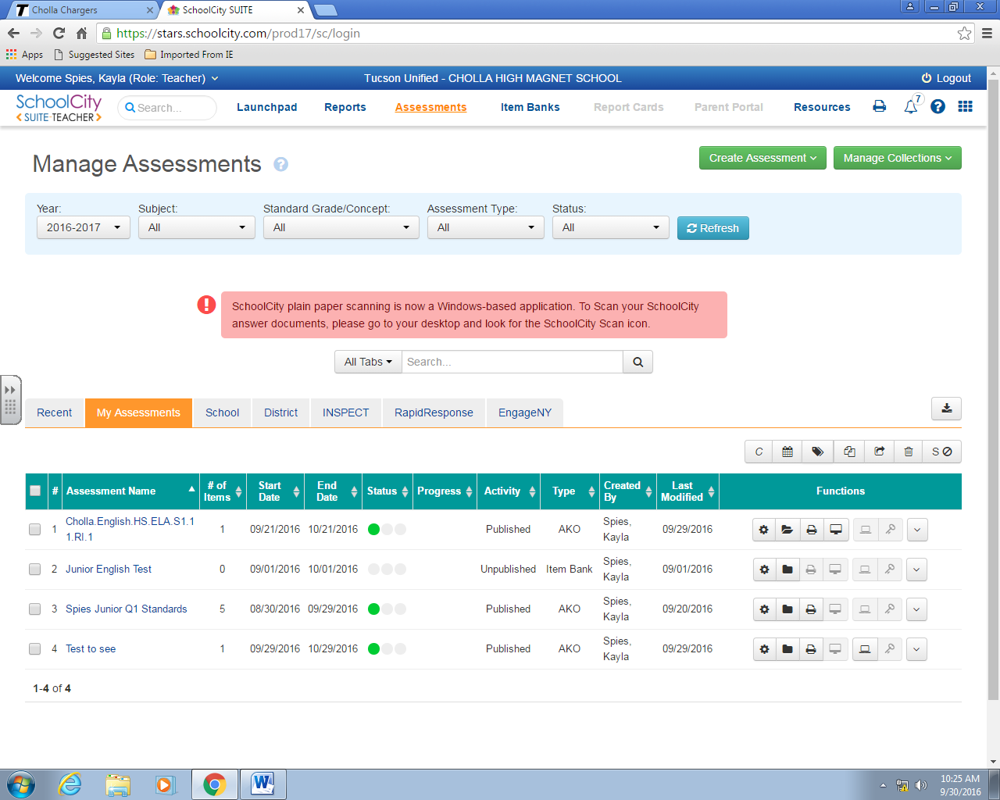 Cholla Chargers
SchoolCity SUITE
https://stars.schoolcity.com/prod17/sc/login
Apps Suggested Sites Imported From IE
Welcome Spies, Kayla (Role: Teacher) Tucson Unified - CHOLLA HIGH MAGNET SCHOOL Logout
SchoolCity
SUITE·TEACHER
Search... Launchpad Reports Assessments Item Banks Report Cards Parent Portal Resources 7
Manage Assessments
Create Assessment Manage Collections
Year: Subject: Standard Grade/Concept: Assessment Type: Status:
2016-2017 All All All All Refresh
SchoolCity plain paper scanning is now a Windows-based application. To Scan your SchoolCity
answer documents, please go to your desktop and look for the SchoolCity Scan icon.
All Tabs Search...
Recent My Assessments School District INSPECT RapidResponse EngageNY
C S
# Assessment Name # of Items Start Date End Date Status Progress Activity Type Created By Last Modified Functions
1 Cholla.English.HS.ELA.S1.1 1 09/21/2016 10/21/2016 Published AKO Spies, Kayla 09/29/2016
1.RI.1
2 Junior English Test 0 09/01/2016 10/01/2016 Unpublished Item Bank Spies, Kayla 09/01/2016
3 Spies Junior Q1 Standards 5 08/30/2016 09/29/2016 Published AKO Spies, Kayla 09/20/2016
4 Test to see 1 09/29/2016 10/29/2016 Published AKO Spies, Kayla 09/29/2016
1-4 of 4
10:25 AM
9/30/2016